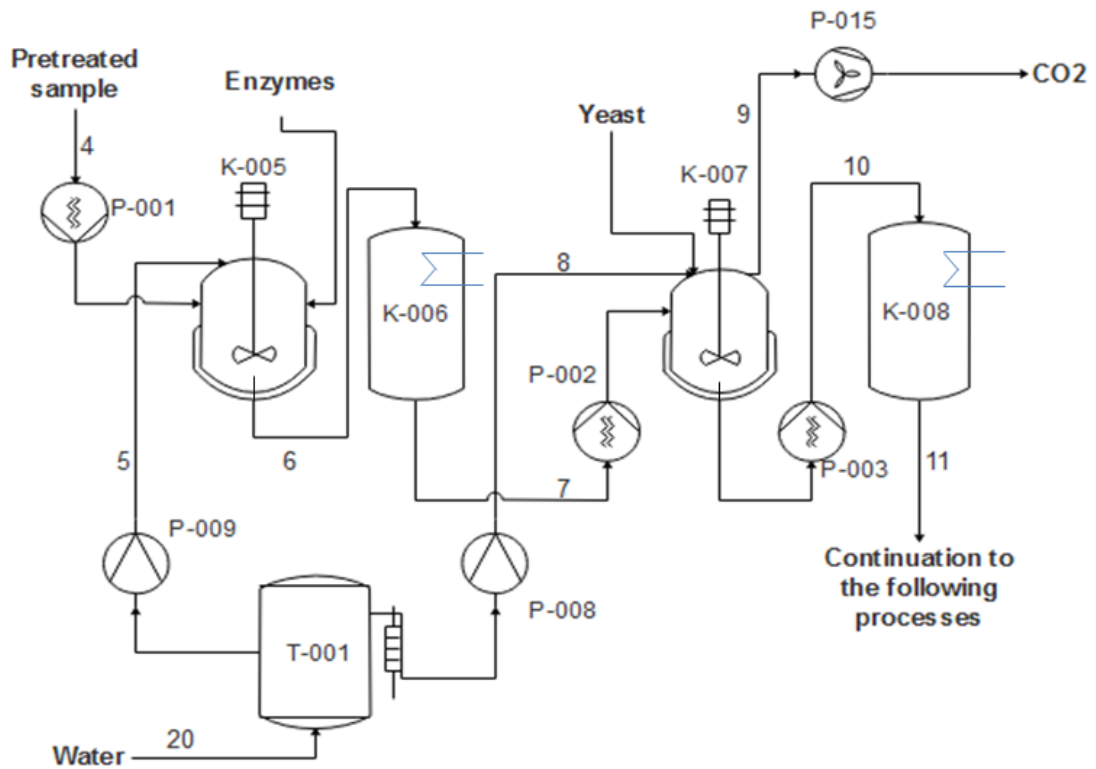 P-015
Pretreated
sample
Enzymes
CO2
Yeast
9
4
K-005
K-007
10
P-001
8
K-006
K-008
P-002
5
6
7
P-003
11
P-009
Continuation to
the following
processes
P-008
T-001
20
Water